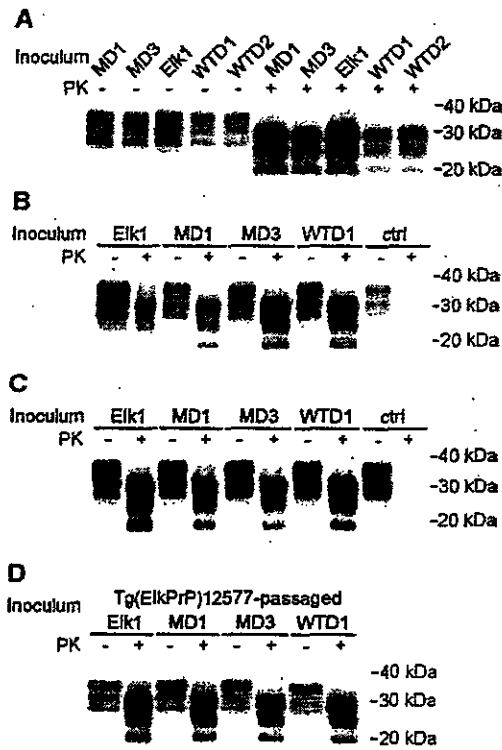 A
Inoculum MD1 MD3 Elk1 WTD1 WTD2 MD1 MD3 Elk1 WTD1 WTD2
PK - - - - - + + + + +
-40 kDa
-30 kDa
-20 kDa
B
Inoculum Elk1 MD1 MD3 WTD1 ctrl
PK - + - + - + - + - +
-40 kDa
-30 kDa
-20 kDa
C
Inoculum Elk1 MD1 MD3 WTD1 ctrl
PK - + - + - + - + - +
-40 kDa
-30 kDa
-20 kDa
D
Tg(ElkPrP)12577-passaged
Inoculum Elk1 MD1 MD3 WTD1
PK - + - + - + - +
-40 kDa
-30 kDa
-20 kDa